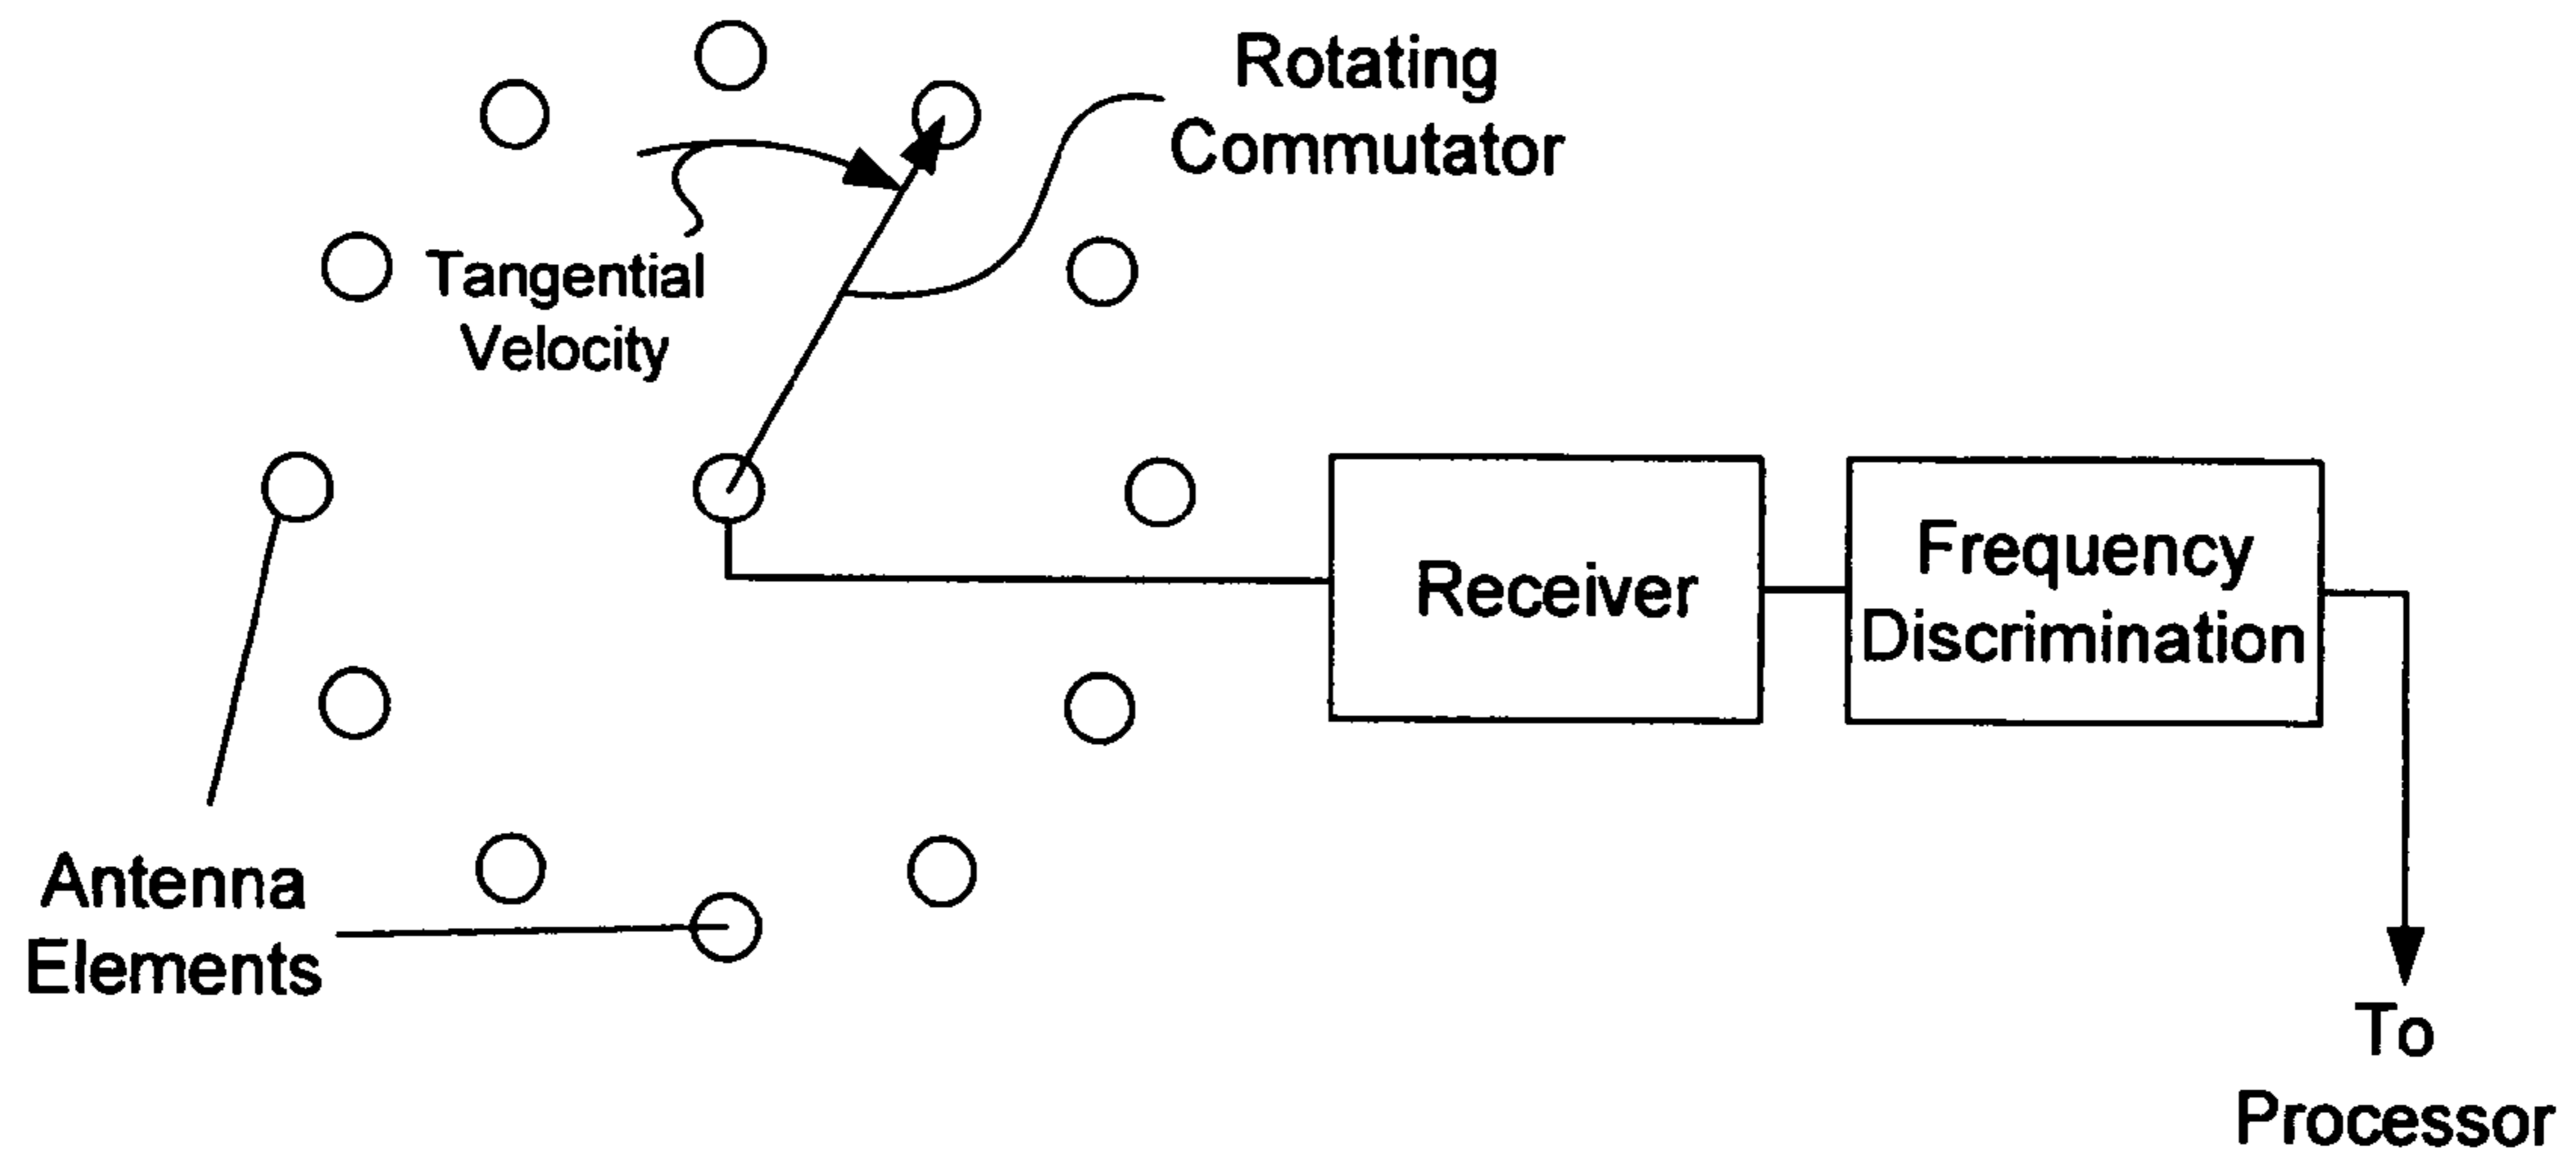 Rotating
Commutator
Tangential
Velocity
Receiver
Frequency
Discrimination
Antenna
Elements
To
Processor